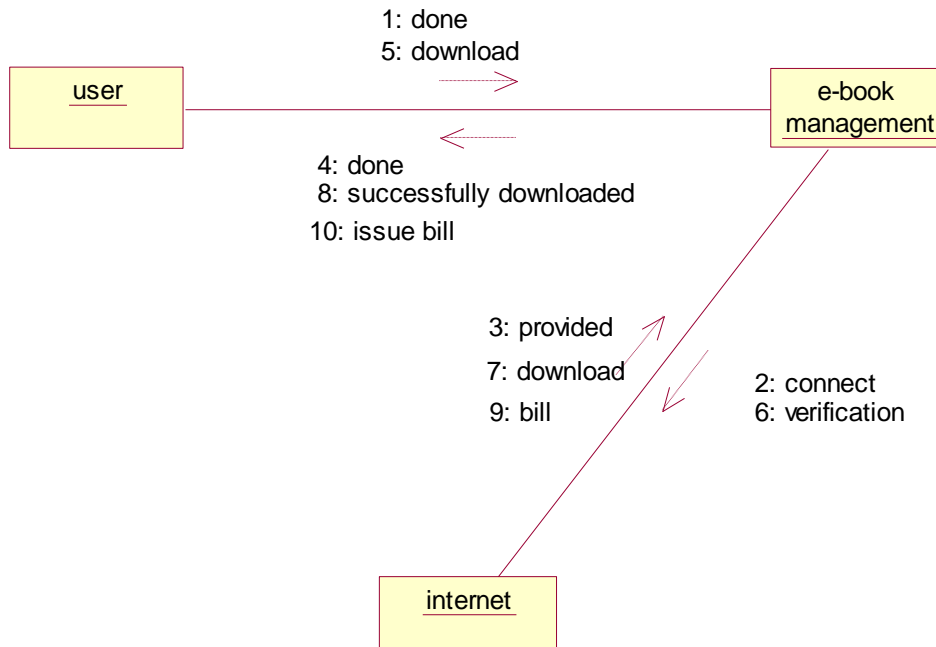 1: done
5: download
user
e-book
management
4: done
8: successfully downloaded
10: issue bill
3: provided
7: download
9: bill
2: connect
6: verification
internet